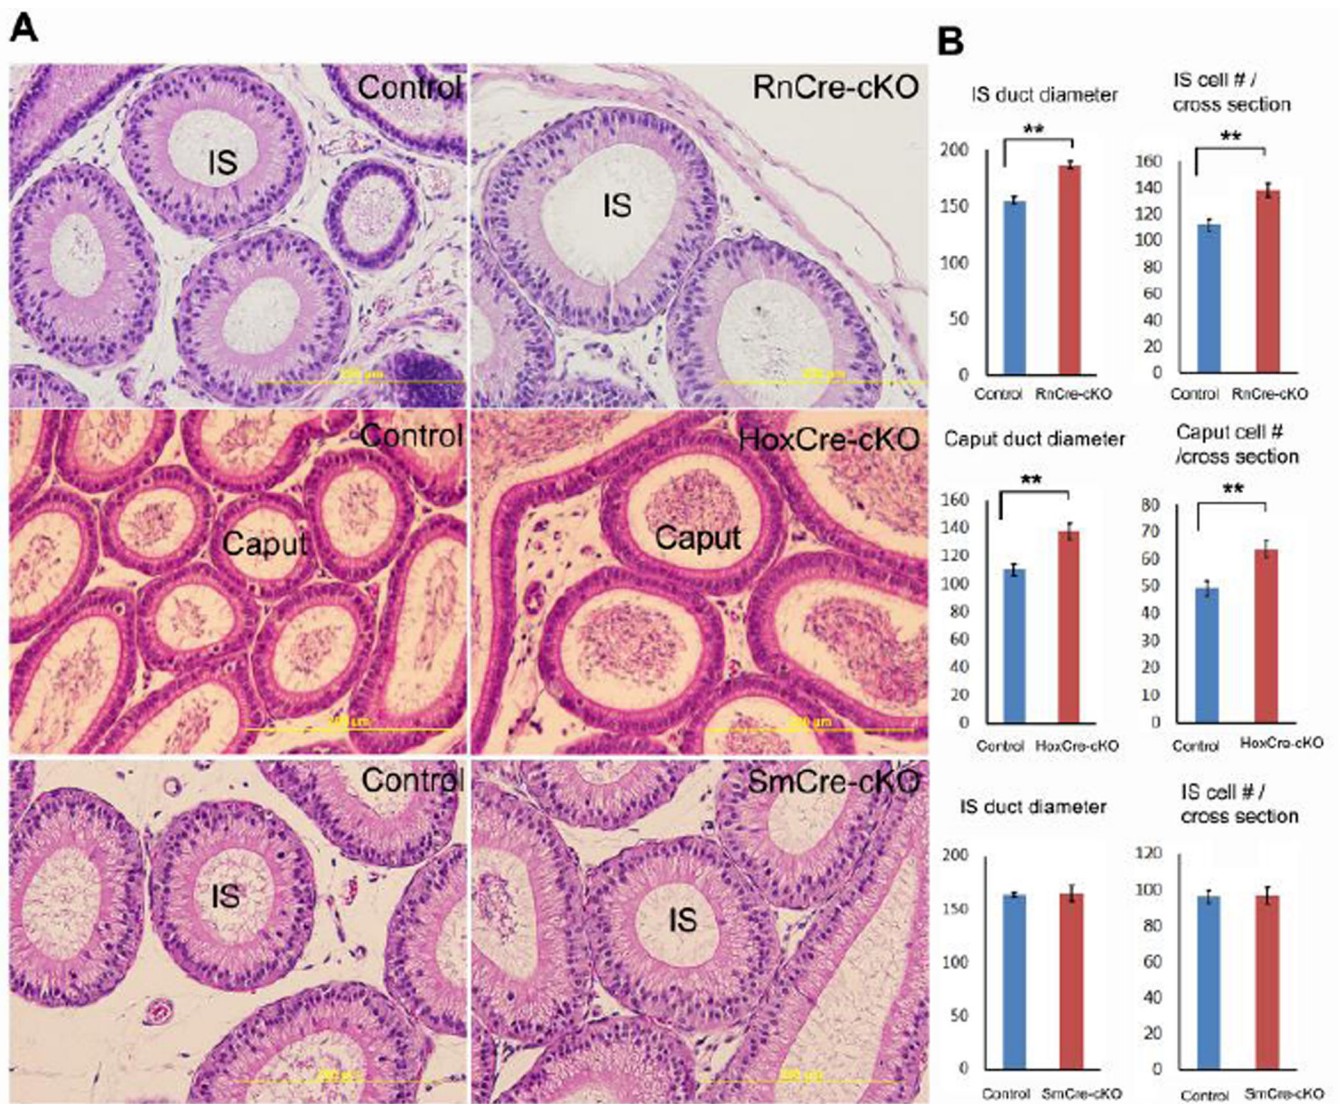 A
Control
IS
RnCre-cKO
IS
Control
Caput
HoxCre-cKO
Caput
Control
IS
SmCre-cKO
IS
B
IS duct diameter
**
200
150
100
50
0
Control RnCre-cKO
IS cell # /
cross section
**
160
140
120
100
80
60
40
20
0
Control RnCre-cKO
Caput duct diameter
**
160
140
120
100
80
60
40
20
0
Control HoxCre-cKO
Caput cell #
/cross section
**
80
70
60
50
40
30
20
10
0
Control HoxCre-cKO
IS duct diameter
200
150
100
50
0
Control SmCre-cKO
IS cell # /
cross section
120
100
80
60
40
20
0
Control SmCre-cKO